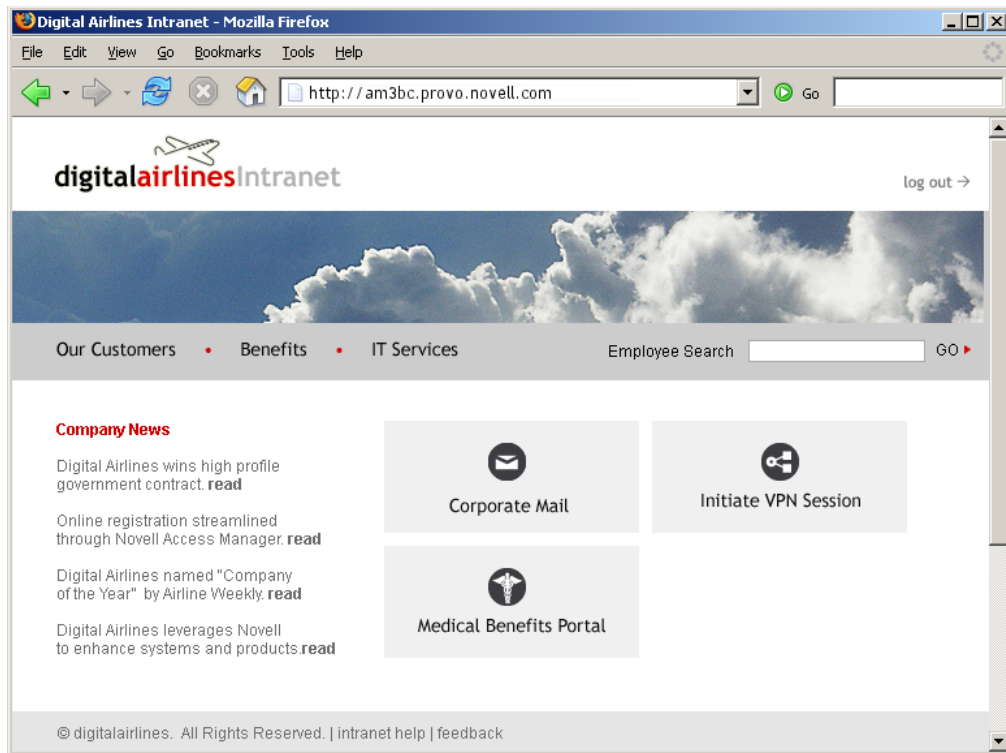 Digital Airlines Intranet - Mozilla Firefox
File Edit View Go Bookmarks Tools Help
http://am3bc.provo.novell.com Go
digitalairlinesIntranet
log out →
Our Customers • Benefits • IT Services Employee Search GO
Company News
Digital Airlines wins high profile
government contract. read
Online registration streamlined
through Novell Access Manager. read
Digital Airlines named "Company
of the Year" by Airline Weekly. read
Digital Airlines leverages Novell
to enhance systems and products.read
Corporate Mail
Initiate VPN Session
Medical Benefits Portal
© digitalairlines. All Rights Reserved. | intranet help | feedback